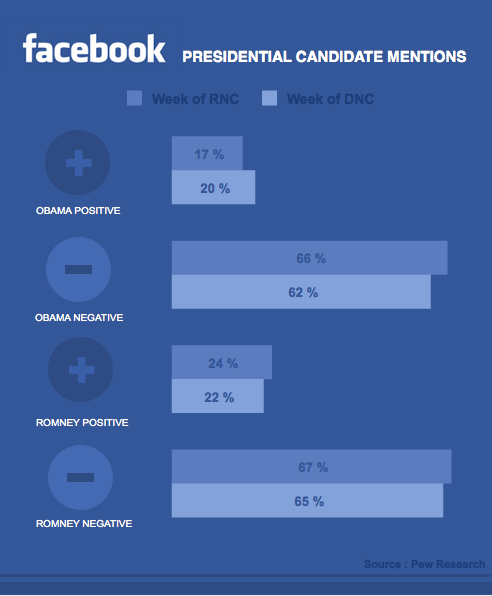 facebook PRESIDENTIAL CANDIDATE MENTIONS
Week of RNC Week of DNC
17 %
20 %
OBAMA POSITIVE
66 %
62 %
OBAMA NEGATIVE
24 %
22 %
ROMNEY POSITIVE
67 %
65 %
ROMNEY NEGATIVE
Source : Pew Research